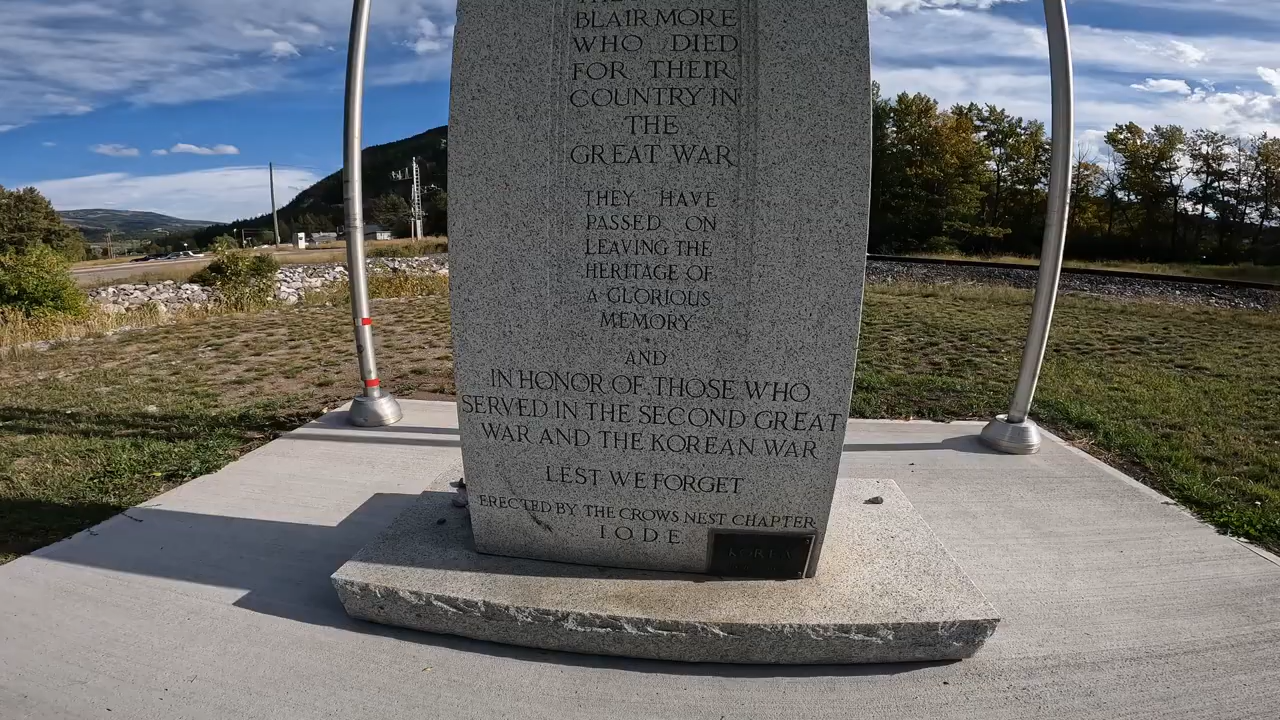 THE
BLAIRMORE
WHO DIED
FOR THEIR
COUNTRY IN
THE
GREAT WAR
THEY HAVE
PASSED ON
LEAVING THE
HERITAGE OF
A GLORIOUS
MEMORY
AND
IN HONOR OF THOSE WHO
SERVED IN THE SECOND GREAT
WAR AND THE KOREAN WAR
LEST WE FORGET
ERECTED BY THE CROWS NEST CHAPTER
I O D E
KOREA